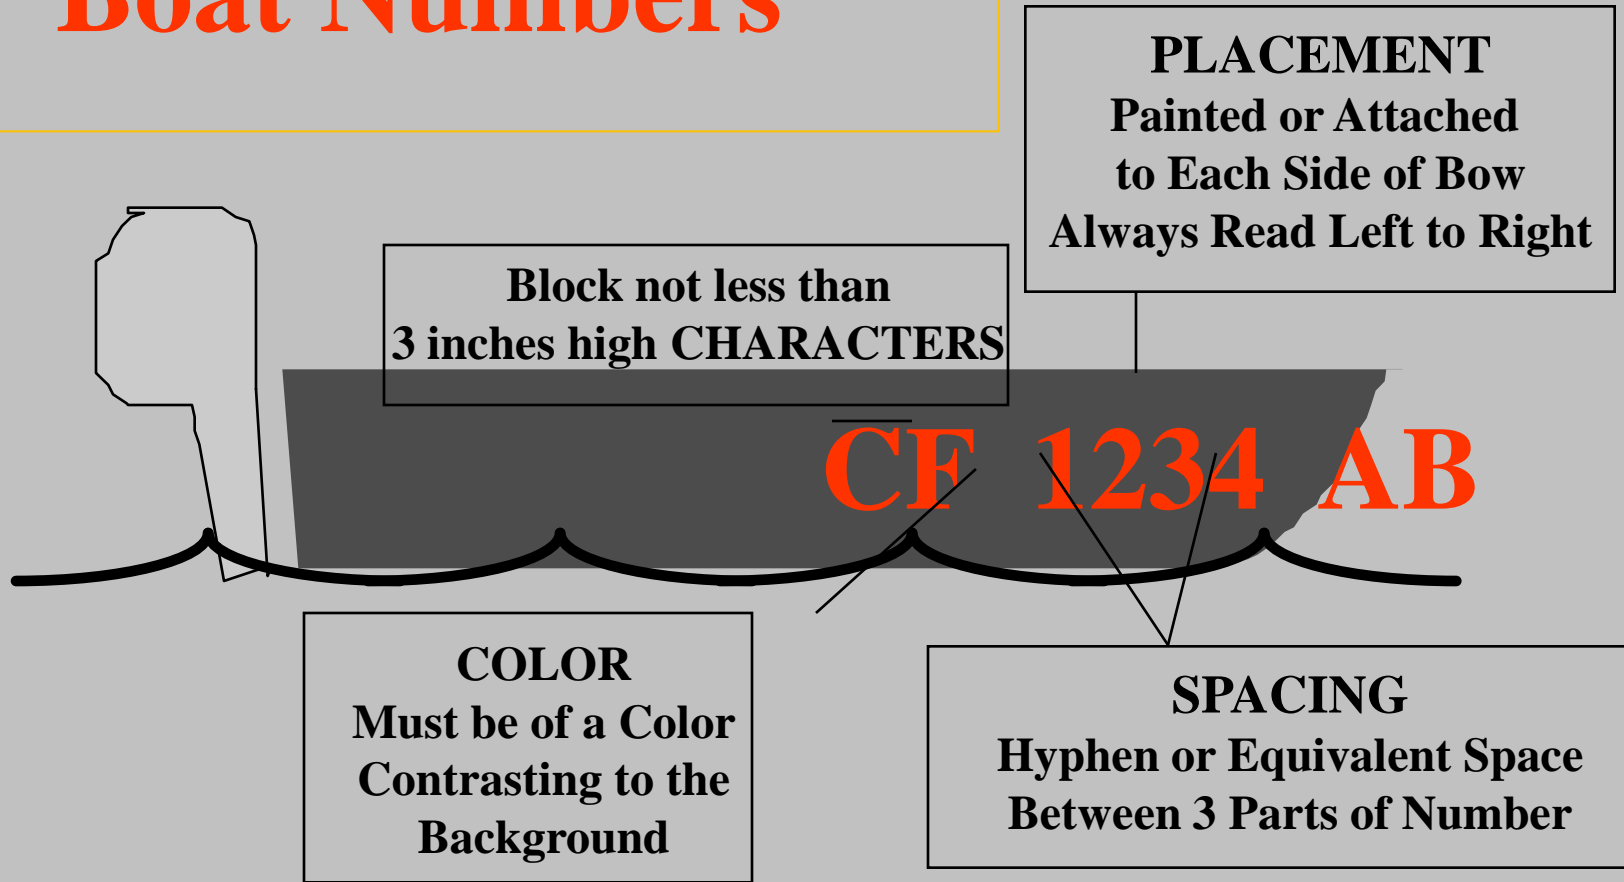 Boat Numbers
PLACEMENT
Painted or Attached
to Each Side of Bow
Always Read Left to Right
Block not less than
3 inches high CHARACTERS
CF 1234 AB
COLOR
Must be of a Color
Contrasting to the
Background
SPACING
Hyphen or Equivalent Space
Between 3 Parts of Number